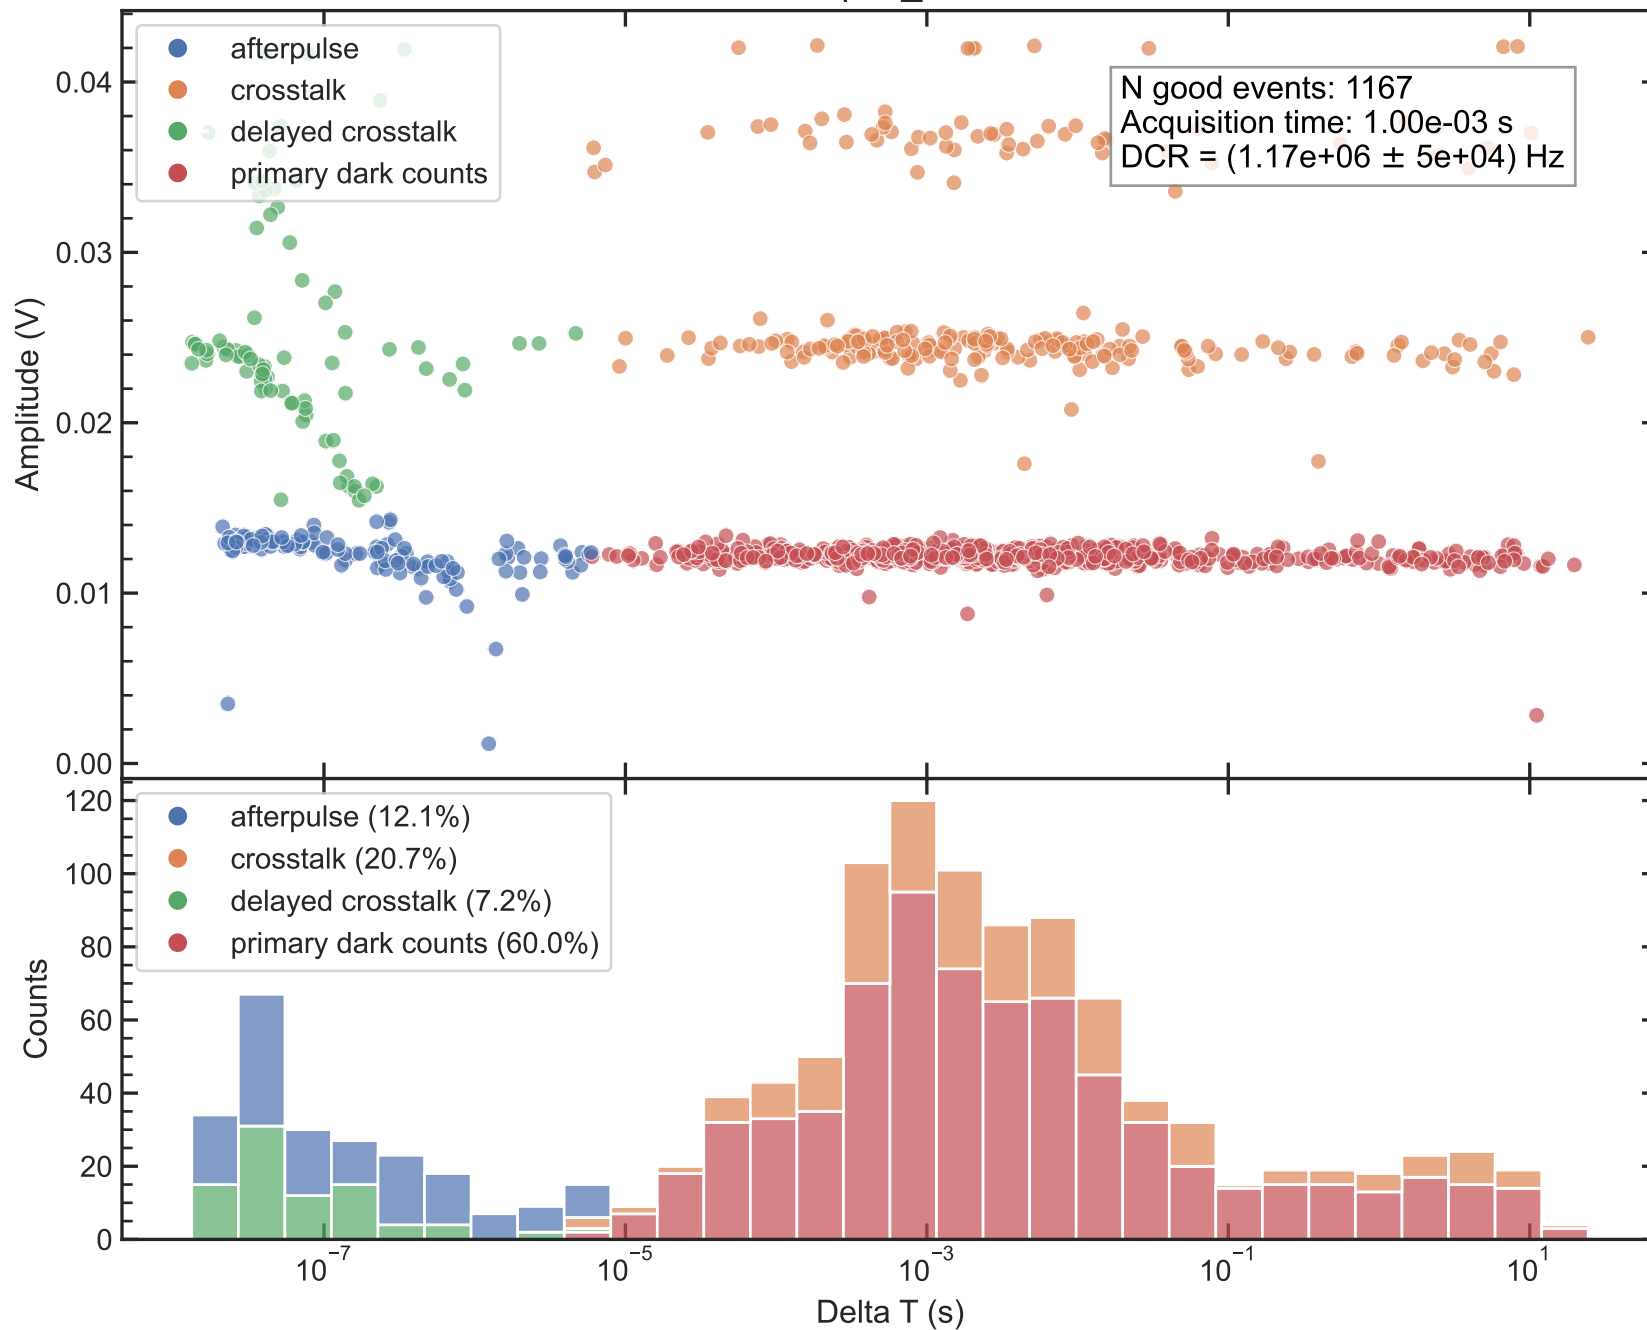 afterpulse
crosstalk
delayed crosstalk
primary dark counts
N good events: 1167
Acquisition time: 1.00e-03 s
DCR = (1.17e+06 ± 5e+04) Hz
0.04
0.03
0.02
0.01
0.00
Amplitude (V)
afterpulse (12.1%)
crosstalk (20.7%)
delayed crosstalk (7.2%)
primary dark counts (60.0%)
120
100
80
60
40
20
0
Counts
10⁻⁷ 10⁻⁵ 10⁻³ 10⁻¹ 10¹
Delta T (s)